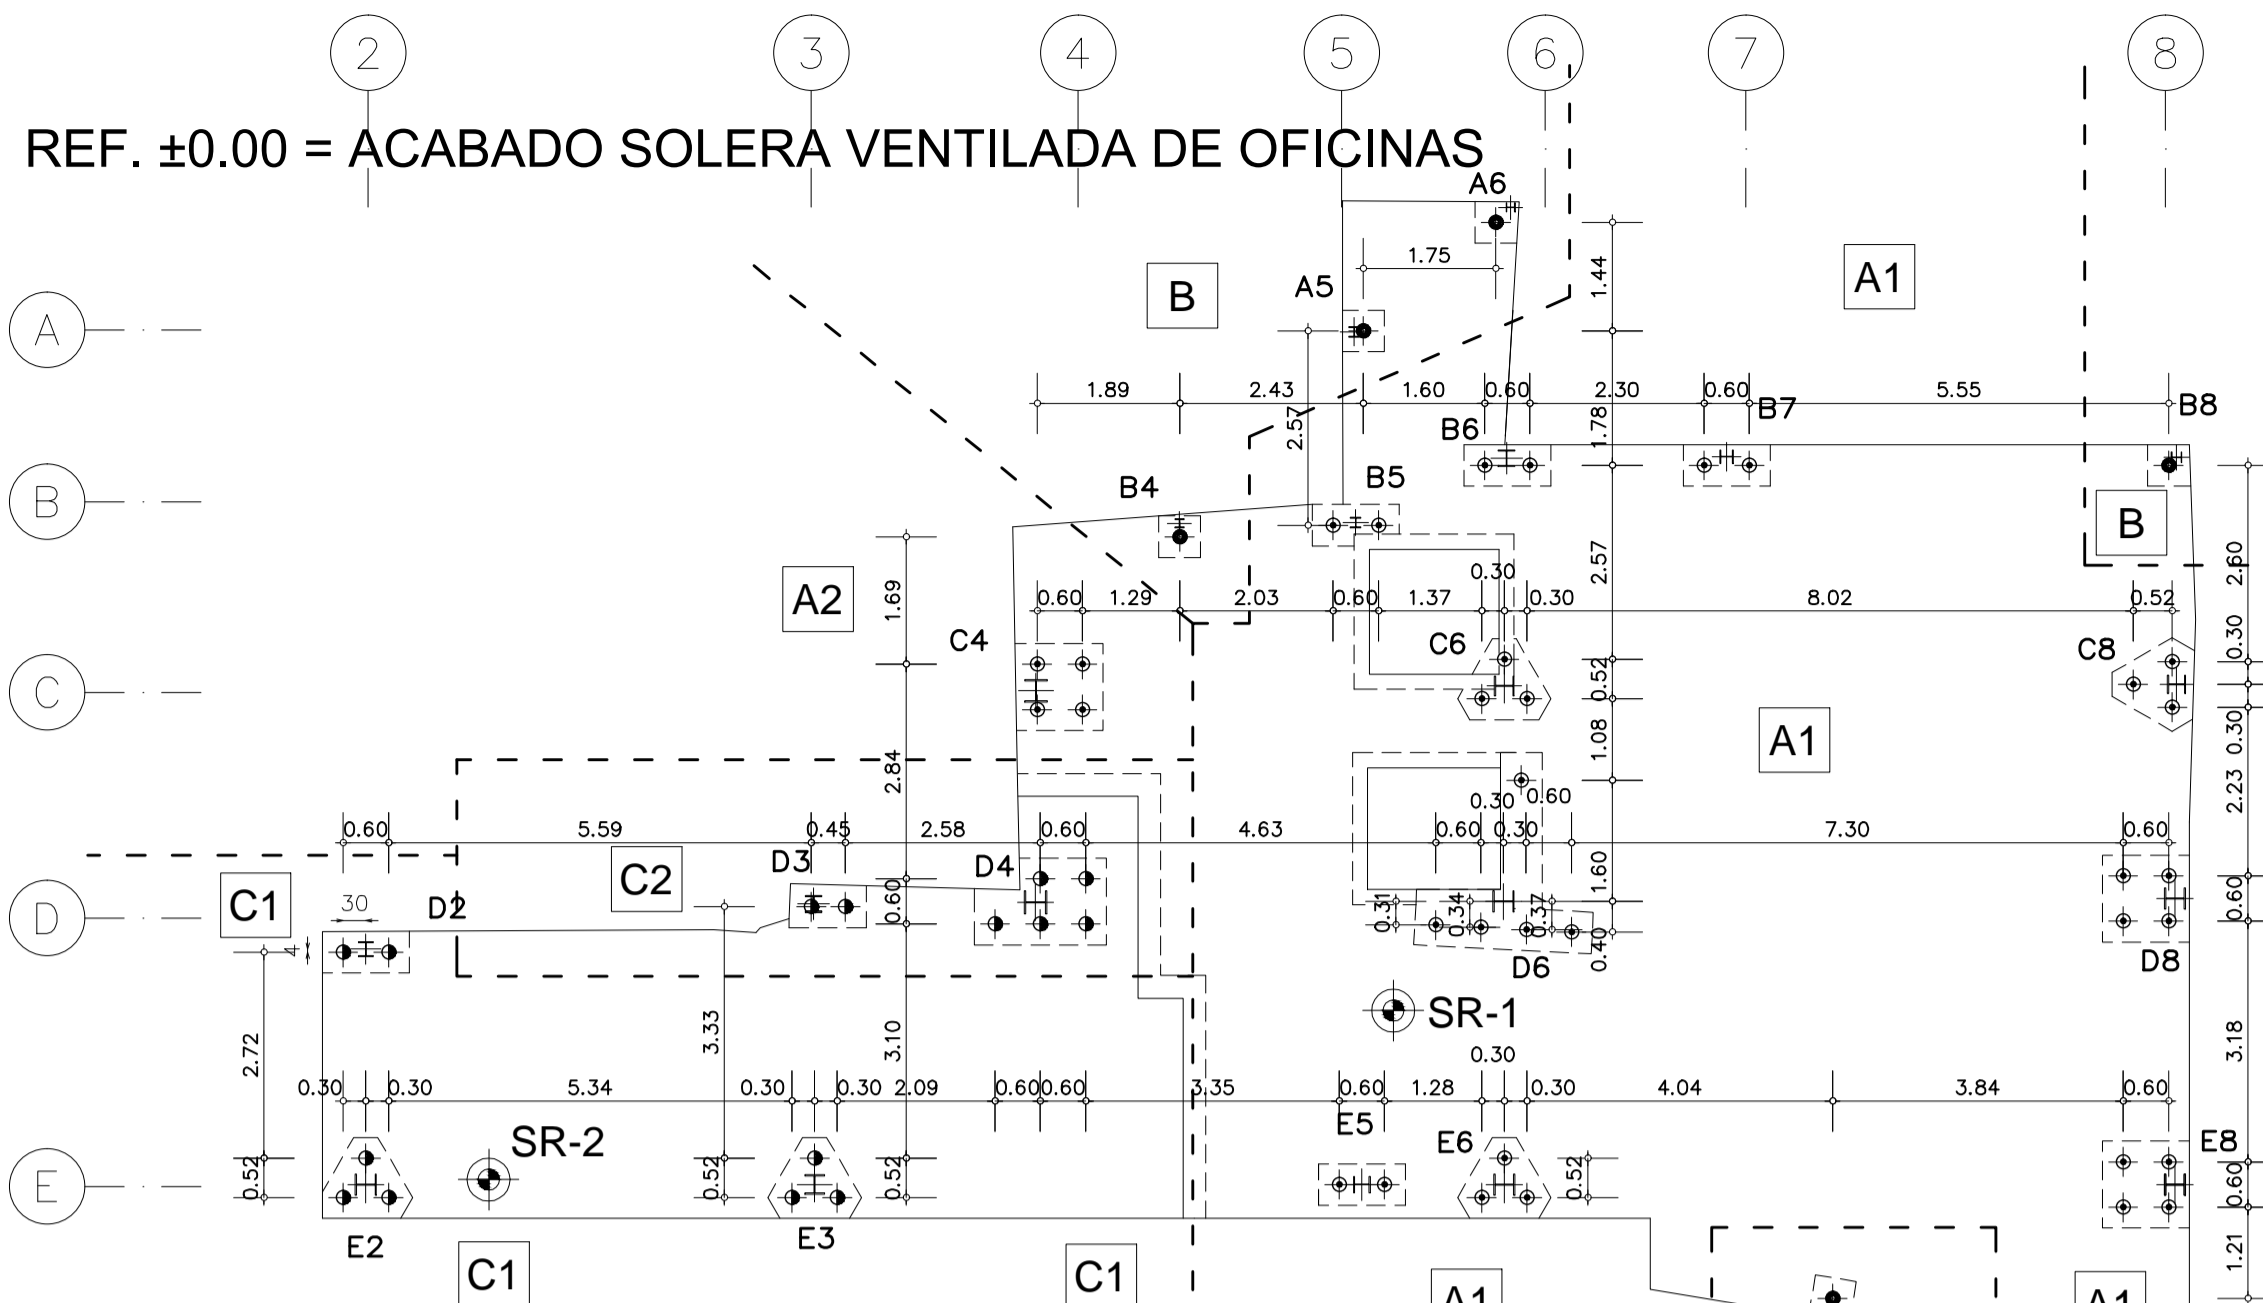 2 3 4 5 6 7 8
REF. ±0.00 = ACABADO SOLERA VENTILADA DE OFICINAS
A6
1.75
1.44
B
A1
A5
A
1.89 2.43 1.60 0.60 2.30 0.60 5.55
2.57
1.78
B6
B7
B8
B4
B5
B
B
A2
1.69
2.57
2.60
0.30
0.60 1.29 2.03 0.60 1.37 0.30 8.02 0.52
C4
C6
C8
0.30
C
0.52
0.30
1.08
A1
2.84
2.23
0.30 0.60
0.60 5.59 0.45 2.58 0.60 4.63 0.60 0.30 7.30 0.60
C1
C2
D3
D4
30
D2
D
4
0.60
0.31
0.34
0.37
1.60
0.40
0.60
D6
D8
SR-1
2.72
3.33
3.10
3.18
0.30
0.30 0.30 5.34 0.30 0.30 2.09 0.60 0.60 3.35 0.60 1.28 0.30 4.04 3.84 0.60
SR-2
E5
E6
E8
E
0.52
0.52
0.52
0.52
0.60
E2
E3
1.21
C1
C1
A1
A1